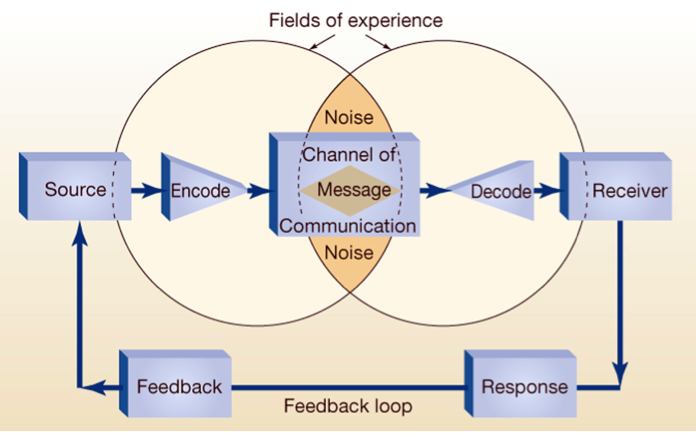 Fields of experience
Noise
Channel of
Source
Encode
Message
Decode
Receiver
Communication
Noise
Feedback
Response
Feedback loop